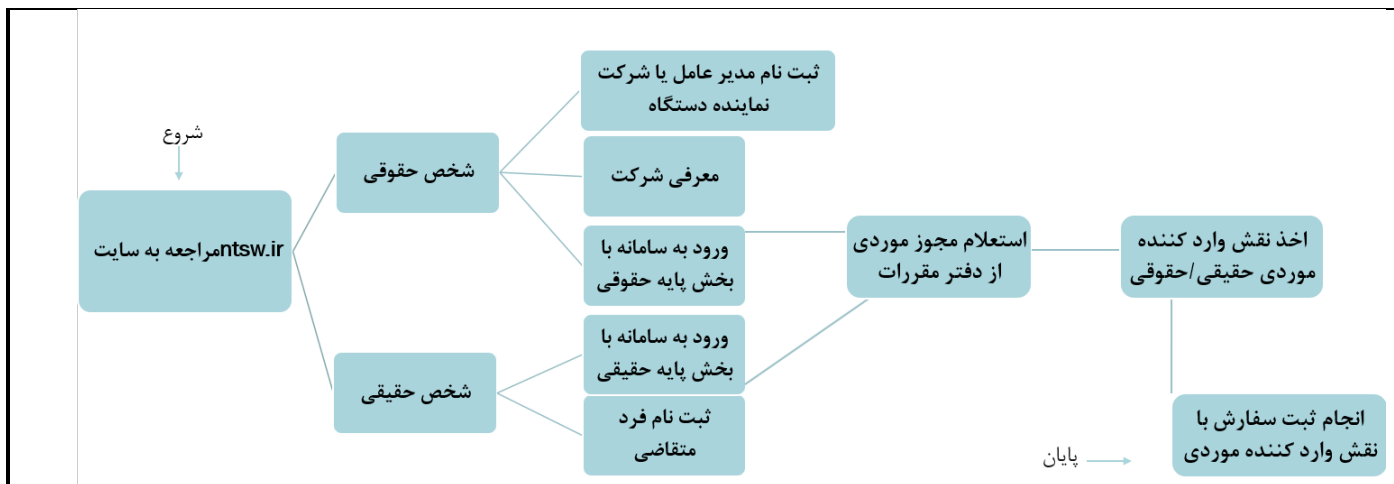 شروع
مراجعه به سایتntsw.ir
شخص حقوقی
شخص حقیقی
ثبت نام مدیر عامل یا شرکت
نماینده دستگاه
معرفی شرکت
ورود به سامانه با
بخش پایه حقوقی
ورود به سامانه با
بخش پایه حقیقی
ثبت نام فرد
متقاضی
استعلام مجوز موردی
از دفتر مقررات
اخذ نقش وارد کننده
موردی حقیقی/حقوقی
انجام ثبت سفارش با
نقش وارد کننده موردی
پایان